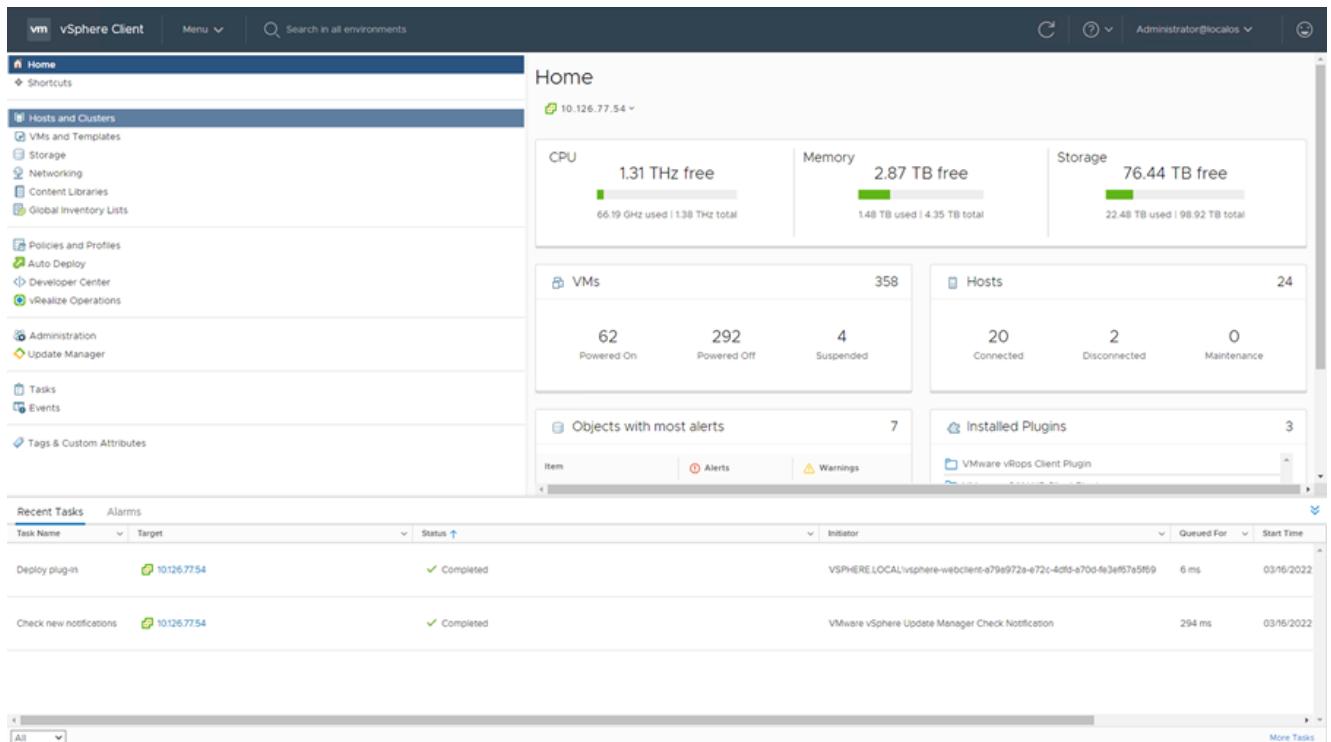 vm vSphere Client Menu Search in all environments Administrator@localos
Home
Shortcuts
Hosts and Clusters
VMs and Templates
Storage
Networking
Content Libraries
Global Inventory Lists
Policies and Profiles
Auto Deploy
Developer Center
vRealize Operations
Administration
Update Manager
Tasks
Events
Tags & Custom Attributes
Home
10.126.77.54
CPU
1.31 THz free
66.19 GHz used | 1.38 THz total
Memory
2.87 TB free
1.48 TB used | 4.35 TB total
Storage
76.44 TB free
22.48 TB used | 98.92 TB total
VMs 358
62 292 4
Powered On Powered Off Suspended
Hosts 24
20 2 0
Connected Disconnected Maintenance
Objects with most alerts 7
Item Alerts Warnings
Installed Plugins 3
VMware vRops Client Plugin
Recent Tasks Alarms
Task Name Target Status Initiator Queued For Start Time
Deploy plug-in 10.126.77.54 Completed VSPHERE.LOCAL\vsphere-webclient-a79a972a-e72c-4dfd-a70d-fe3ef67a5f69 6 ms 03/16/2022
Check new notifications 10.126.77.54 Completed VMware vSphere Update Manager Check Notification 294 ms 03/16/2022
All More Tasks